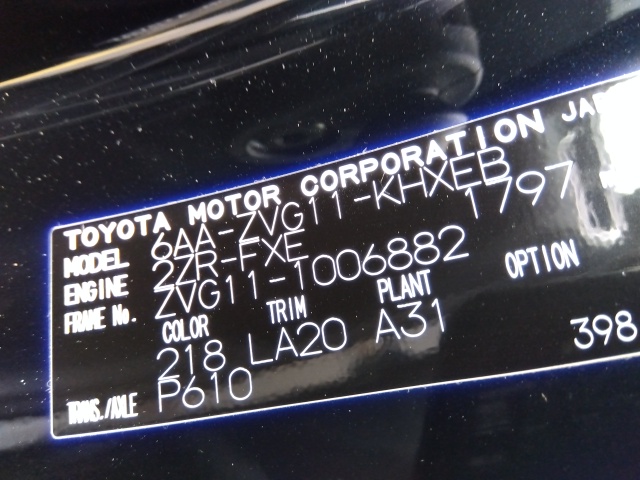 TOYOTA MOTOR CORPORATION JAPA
MODEL 6AA-ZVG11-KHXEB
ENGINE 2ZR-FXE 1797
FRAME No. ZVG11-1006882
COLOR TRIM PLANT OPTION
218 LA20 A31
TRANS./AXLE P610 398